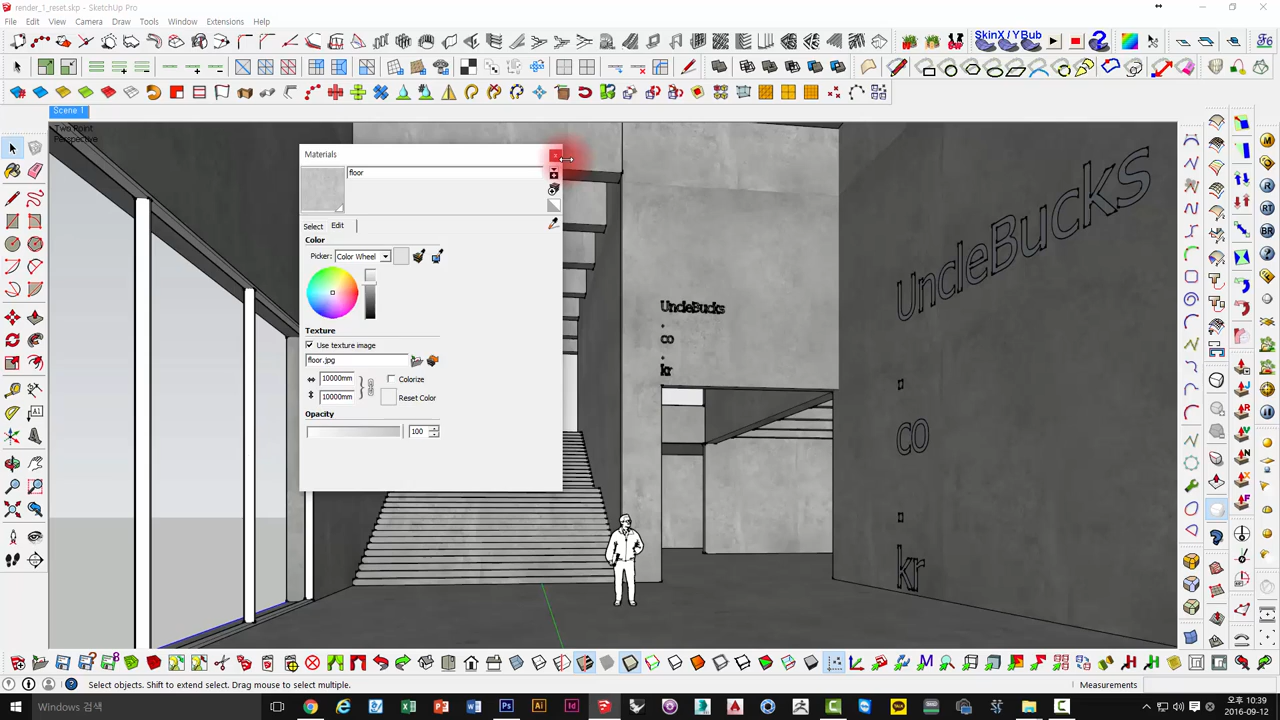 render_1_reset.skp - SketchUp Pro
File Edit View Camera Draw Tools Window Extensions Help
SkinX / YBub
Scene 1
Two Point
Perspective
Materials
floor
Select Edit
Color
Picker: Color Wheel
Texture
Use texture image
floor.jpg
10000mm Colorize
10000mm Reset Color
Opacity
100
UncleBucks
.
co
.
kr
UncleBucks
.
co
.
kr
Select objects. Shift to extend select. Drag mouse to select multiple.
Measurements
Windows 검색
오후 10:39
2016-09-12